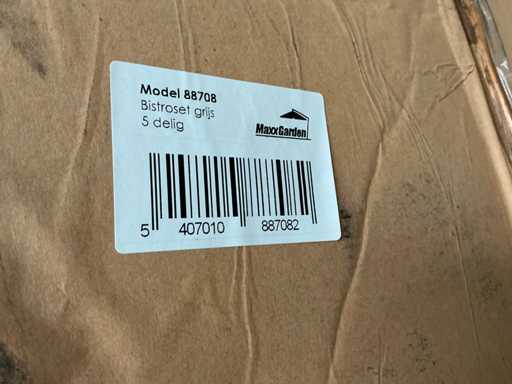 Model 88708
Bistroset grijs
5 delig
MaxxGarden
5 407010 887082